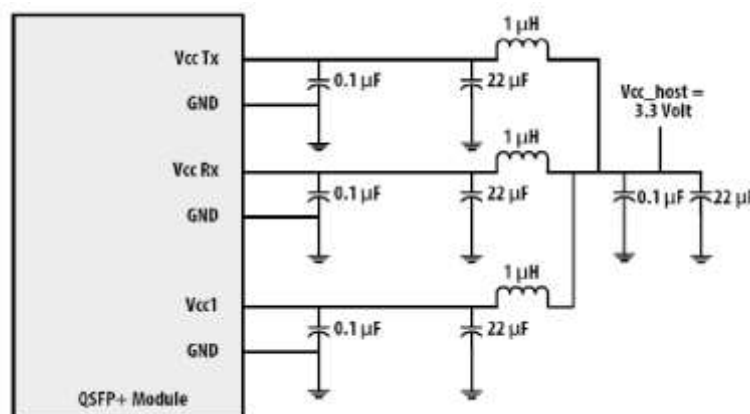 1 μH
Vcc Tx
0.1 μF
22 μF
GND
Vcc_host =
3.3 Volt
1 μH
Vcc Rx
0.1 μF
22 μF
0.1 μF
22 μF
GND
1 μH
Vcc1
0.1 μF
22 μF
GND
QSFP+ Module